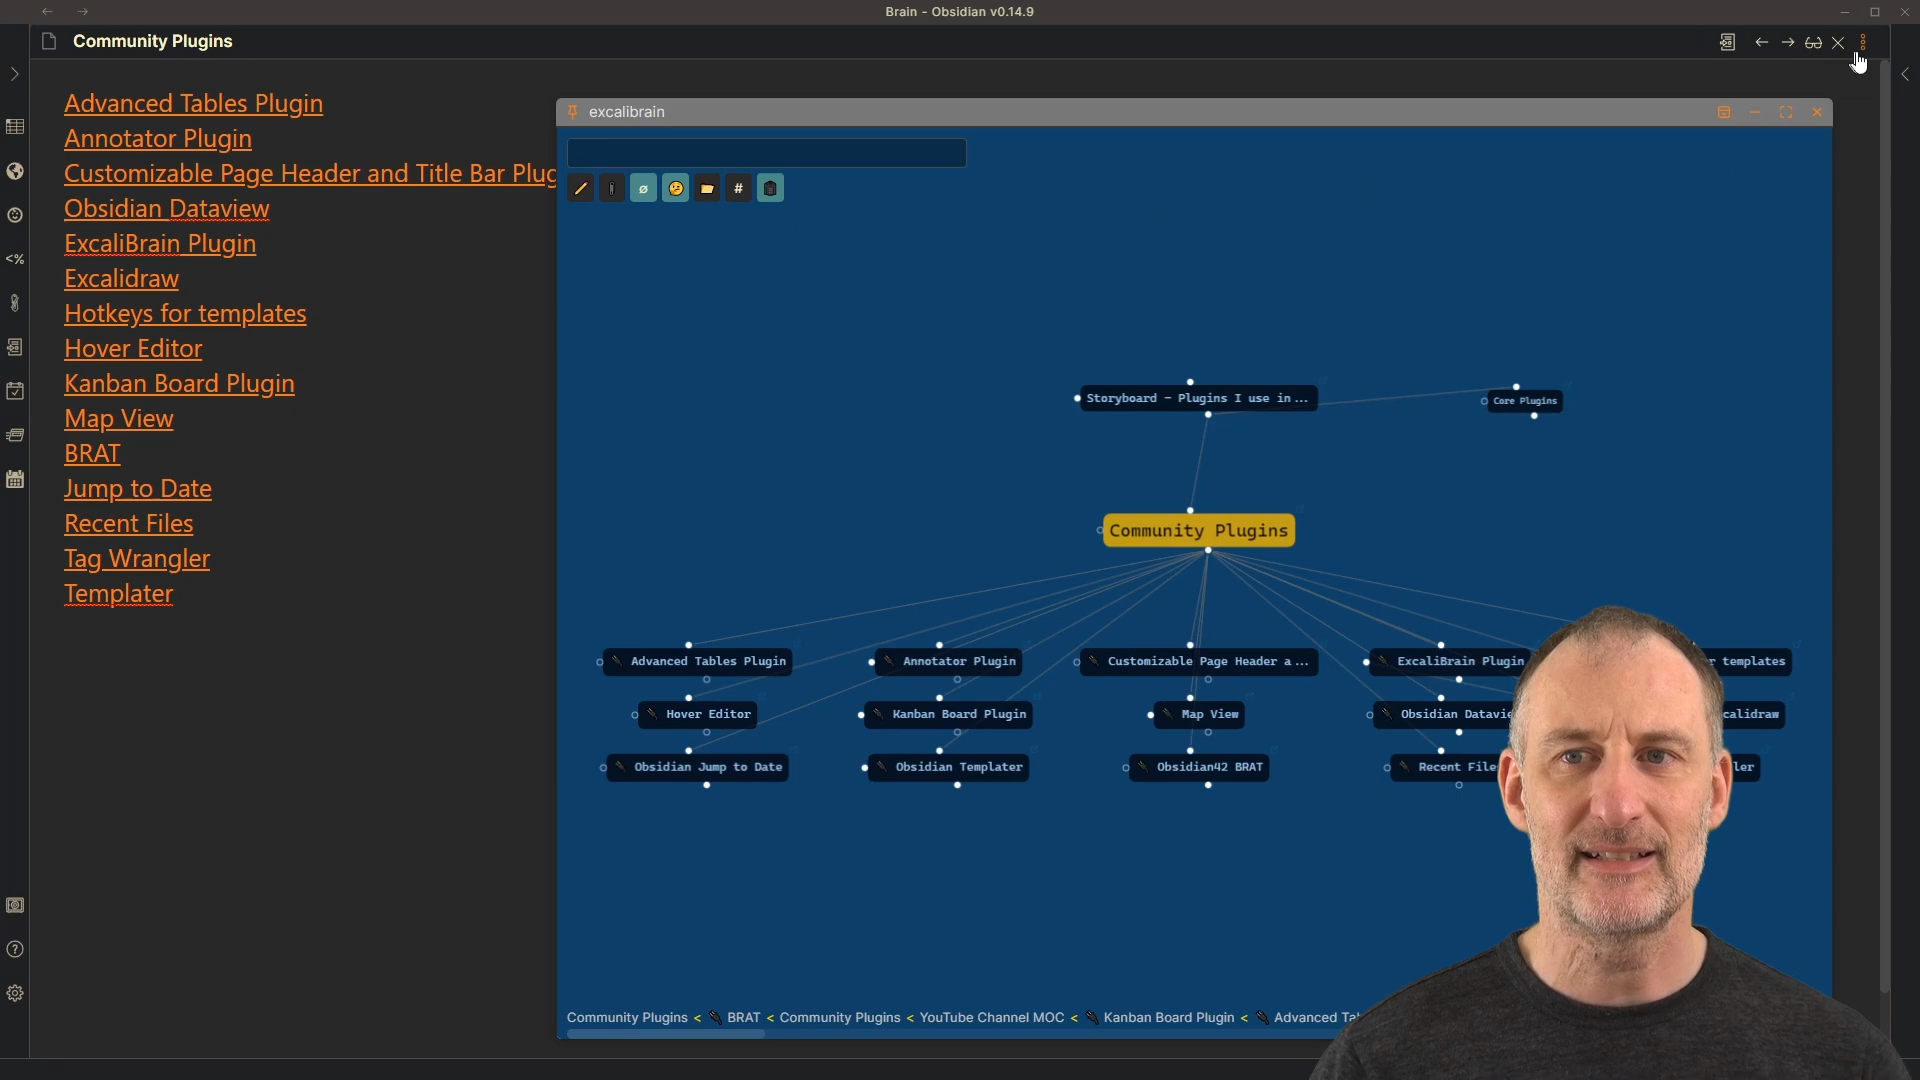 Brain - Obsidian v0.14.9
Community Plugins
Advanced Tables Plugin
Annotator Plugin
Customizable Page Header and Title Bar Plug
Obsidian Dataview
ExcaliBrain Plugin
Excalidraw
Hotkeys for templates
Hover Editor
Kanban Board Plugin
Map View
BRAT
Jump to Date
Recent Files
Tag Wrangler
Templater
excalibrain
#
<%
Storyboard - Plugins I use in ...
Core Plugins
Community Plugins
Advanced Tables Plugin
Annotator Plugin
Customizable Page Header a ...
ExcaliBrain Plugin
r templates
Hover Editor
Kanban Board Plugin
Map View
Obsidian Datavie
calidraw
Obsidian Jump to Date
Obsidian Templater
Obsidian42 BRAT
Recent File
ler
Community Plugins < BRAT < Community Plugins < YouTube Channel MOC < Kanban Board Plugin < Advanced Ta